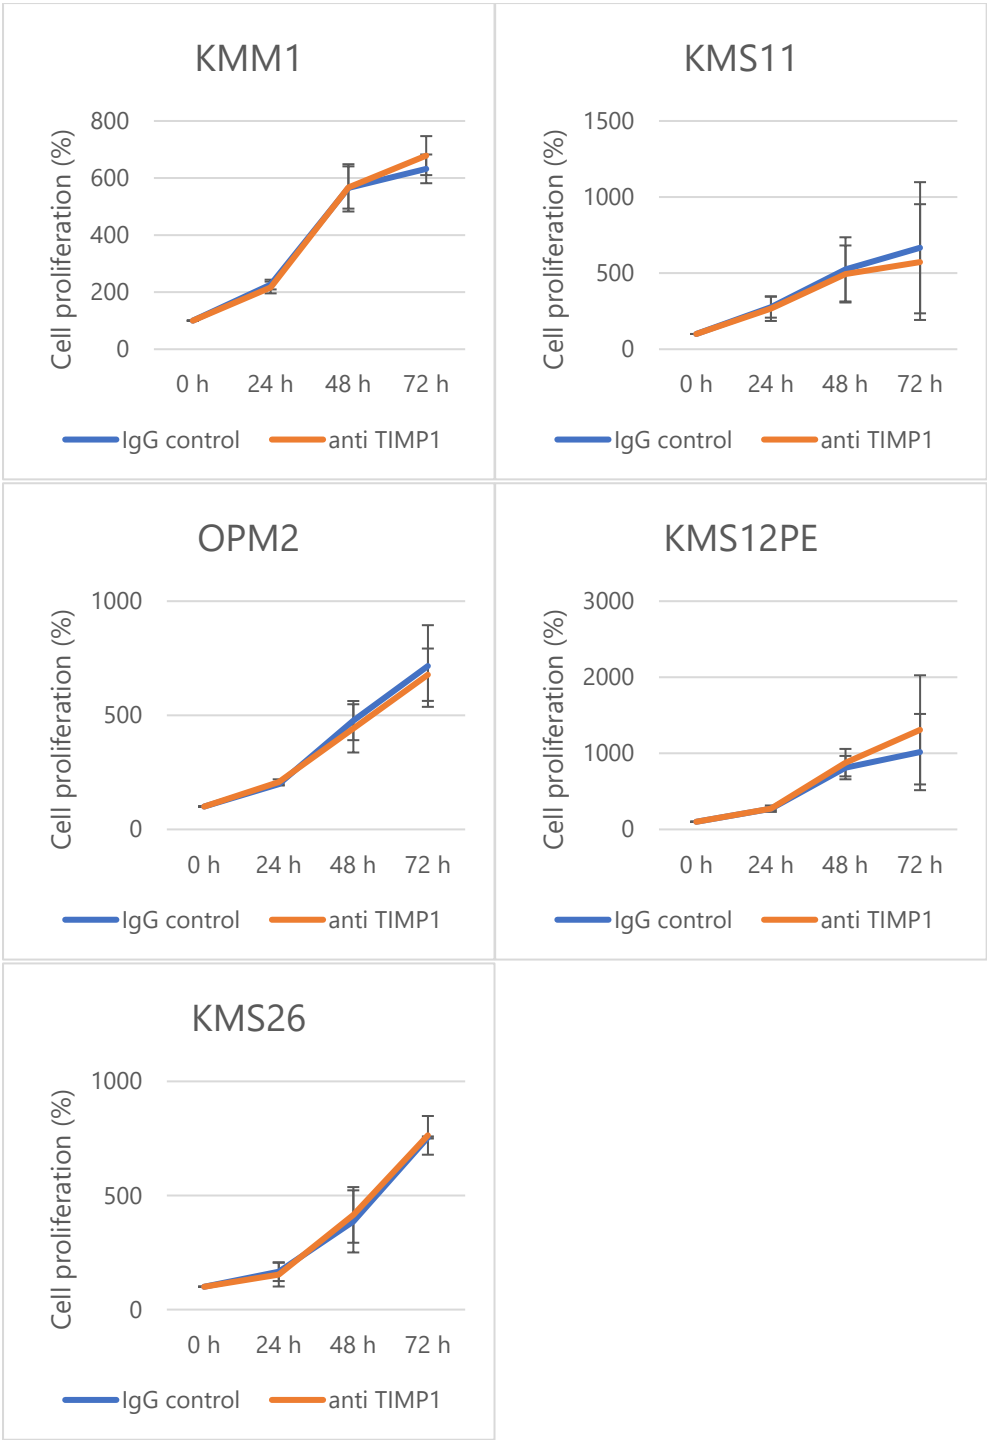 KMM1
Cell proliferation (%)
800
600
400
200
0
0 h 24 h 48 h 72 h
IgG control anti TIMP1
KMS11
Cell proliferation (%)
1500
1000
500
0
0 h 24 h 48 h 72 h
IgG control anti TIMP1
OPM2
Cell proliferation (%)
1000
500
0
0 h 24 h 48 h 72 h
IgG control anti TIMP1
KMS12PE
Cell proliferation (%)
3000
2000
1000
0
0 h 24 h 48 h 72 h
IgG control anti TIMP1
KMS26
Cell proliferation (%)
1000
500
0
0 h 24 h 48 h 72 h
IgG control anti TIMP1